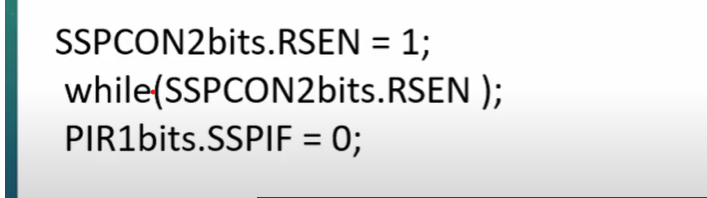 SSPCON2bits.RSEN = 1;
while(SSPCON2bits.RSEN );
PIR1bits.SSPIF = 0;